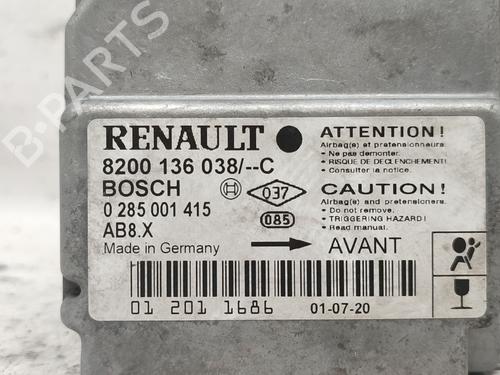 RENAULT
8200 136 038/--C
BOSCH
0 285 001 415
AB8.X
Made in Germany
037
085
ATTENTION !
Airbag(s) et pretensionneurs.
- Ne pas demonter.
- RISQUE DE DECLENCHEMENT!
- Consulter la notice.
CAUTION !
Airbag(s) and pretensioners.
- Do not remove.
- TRIGGERING HAZARD!
- Read manual.
AVANT
01 2011 1686
01-07-20
B-PARTS